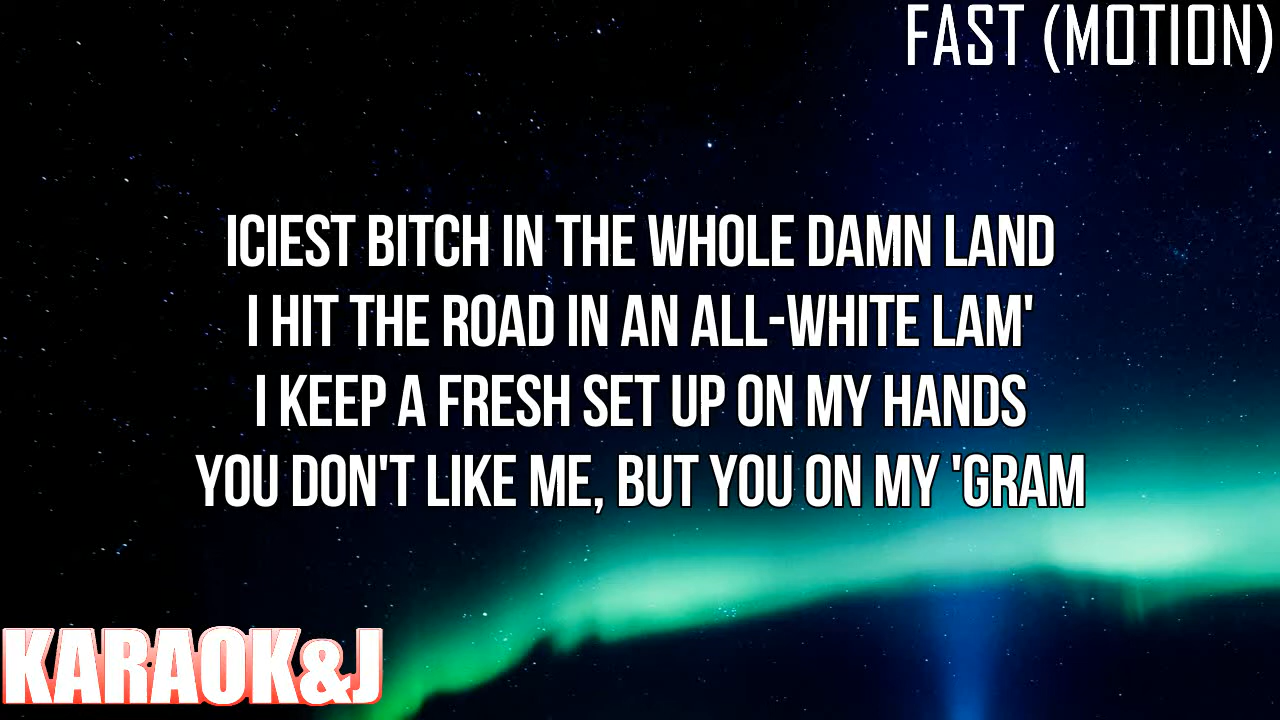 FAST (MOTION)
ICIEST BITCH IN THE WHOLE DAMN LAND
I HIT THE ROAD IN AN ALL-WHITE LAM'
I KEEP A FRESH SET UP ON MY HANDS
YOU DON'T LIKE ME, BUT YOU ON MY 'GRAM
KARAOK&J